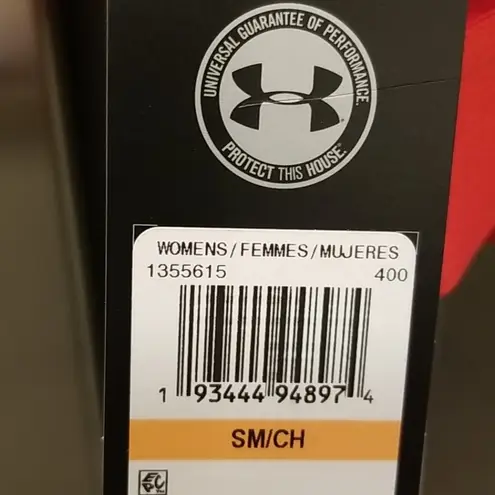 UNIVERSAL GUARANTEE OF PERFORMANCE.
PROTECT THIS HOUSE.
WOMENS/FEMMES/MUJERES
1355615 400
1 93444 94897 4
SM/CH